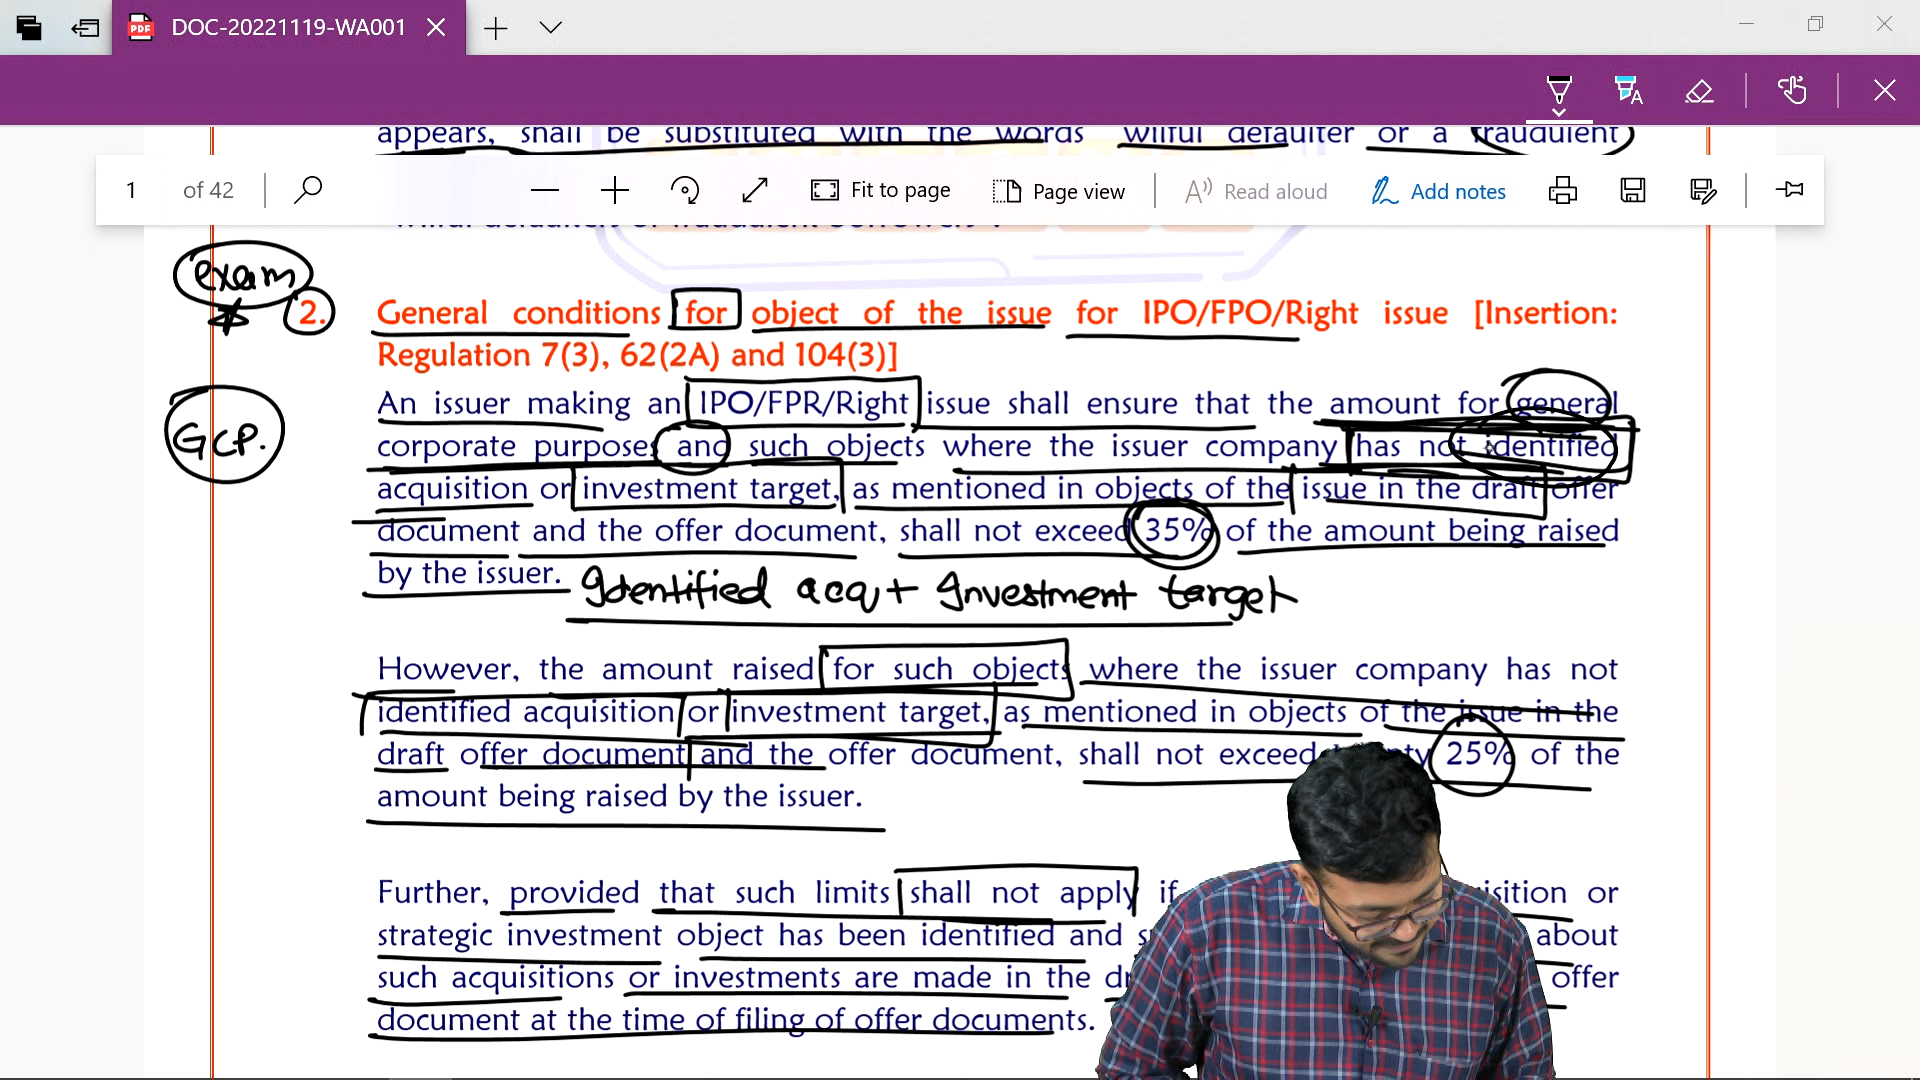 DOC-20221119-WA001
appears, shall be substituted with the words wilful defaulter or a fraudulent
1 of 42 Fit to page Page view Read aloud Add notes
wilful defaulters or fraudulent borrowers".
exam
2. General conditions for object of the issue for IPO/FPO/Right issue [Insertion:
Regulation 7(3), 62(2A) and 104(3)]
GCP.
An issuer making an IPO/FPR/Right issue shall ensure that the amount for general
corporate purposes and such objects where the issuer company has not identified
acquisition or investment target, as mentioned in objects of the issue in the draft offer
document and the offer document, shall not exceed 35% of the amount being raised
by the issuer.
Identified acq + Investment target
However, the amount raised for such objects where the issuer company has not
identified acquisition or investment target, as mentioned in objects of the issue in the
draft offer document and the offer document, shall not exceed 25% of the
amount being raised by the issuer.
Further, provided that such limits shall not apply if or
strategic investment object has been identified and about
such acquisitions or investments are made in the offer
document at the time of filing of offer documents.